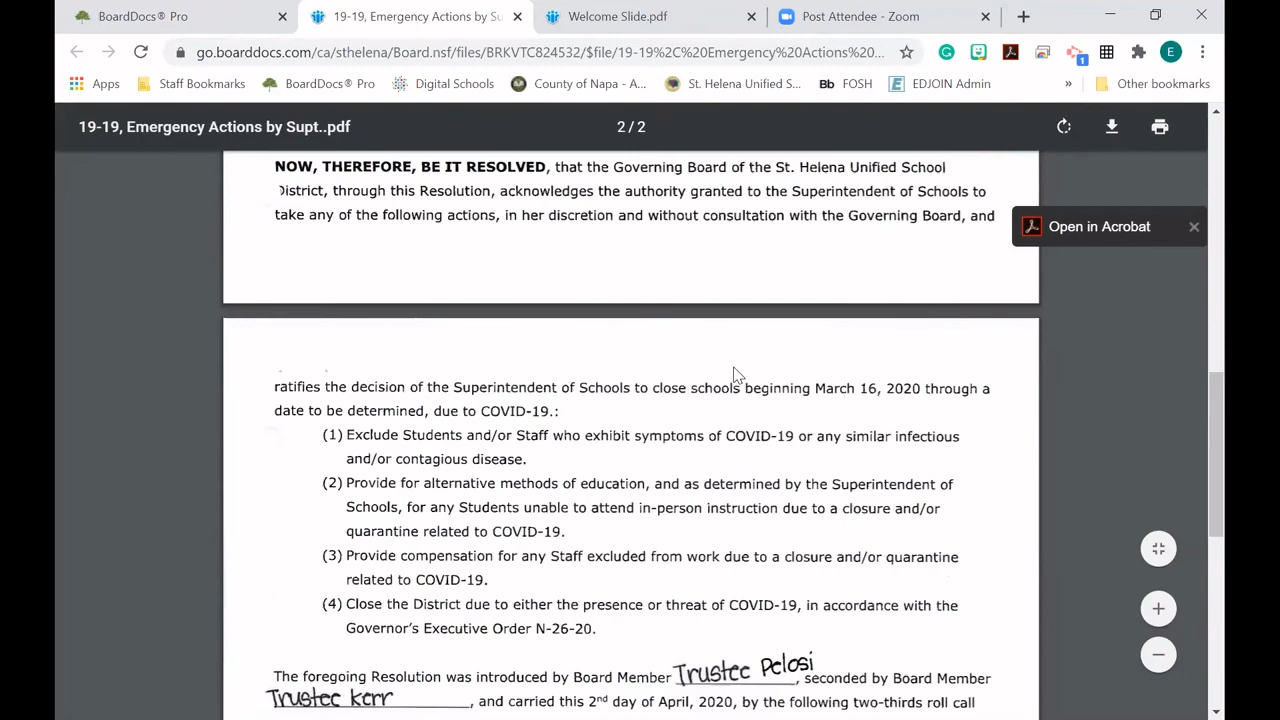 BoardDocs® Pro
19-19, Emergency Actions by Su
Welcome Slide.pdf
Post Attendee - Zoom
go.boarddocs.com/ca/sthelena/Board.nsf/files/BRKVTC824532/$file/19-19%2C%20Emergency%20Actions%20...
E
1
Apps
Staff Bookmarks
BoardDocs® Pro
Digital Schools
County of Napa - A...
St. Helena Unified S...
Bb FOSH
EDJOIN Admin
»
Other bookmarks
19-19, Emergency Actions by Supt..pdf
2/2
NOW, THEREFORE, BE IT RESOLVED, that the Governing Board of the St. Helena Unified School
District, through this Resolution, acknowledges the authority granted to the Superintendent of Schools to
take any of the following actions, in her discretion and without consultation with the Governing Board, and
Open in Acrobat
ratifies the decision of the Superintendent of Schools to close schools beginning March 16, 2020 through a
date to be determined, due to COVID-19.:
(1) Exclude Students and/or Staff who exhibit symptoms of COVID-19 or any similar infectious
and/or contagious disease.
(2) Provide for alternative methods of education, and as determined by the Superintendent of
Schools, for any Students unable to attend in-person instruction due to a closure and/or
quarantine related to COVID-19.
(3) Provide compensation for any Staff excluded from work due to a closure and/or quarantine
related to COVID-19.
(4) Close the District due to either the presence or threat of COVID-19, in accordance with the
Governor's Executive Order N-26-20.
The foregoing Resolution was introduced by Board Member Trustee Pelosi, seconded by Board Member
Trustee Kerr, and carried this 2nd day of April, 2020, by the following two-thirds roll call